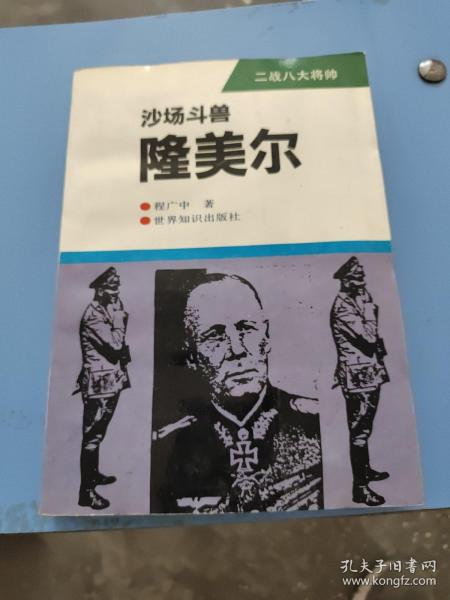 二战八大将帅
沙场斗兽
隆美尔
程广中 著
世界知识出版社
孔夫子旧书网
www.kongfz.com